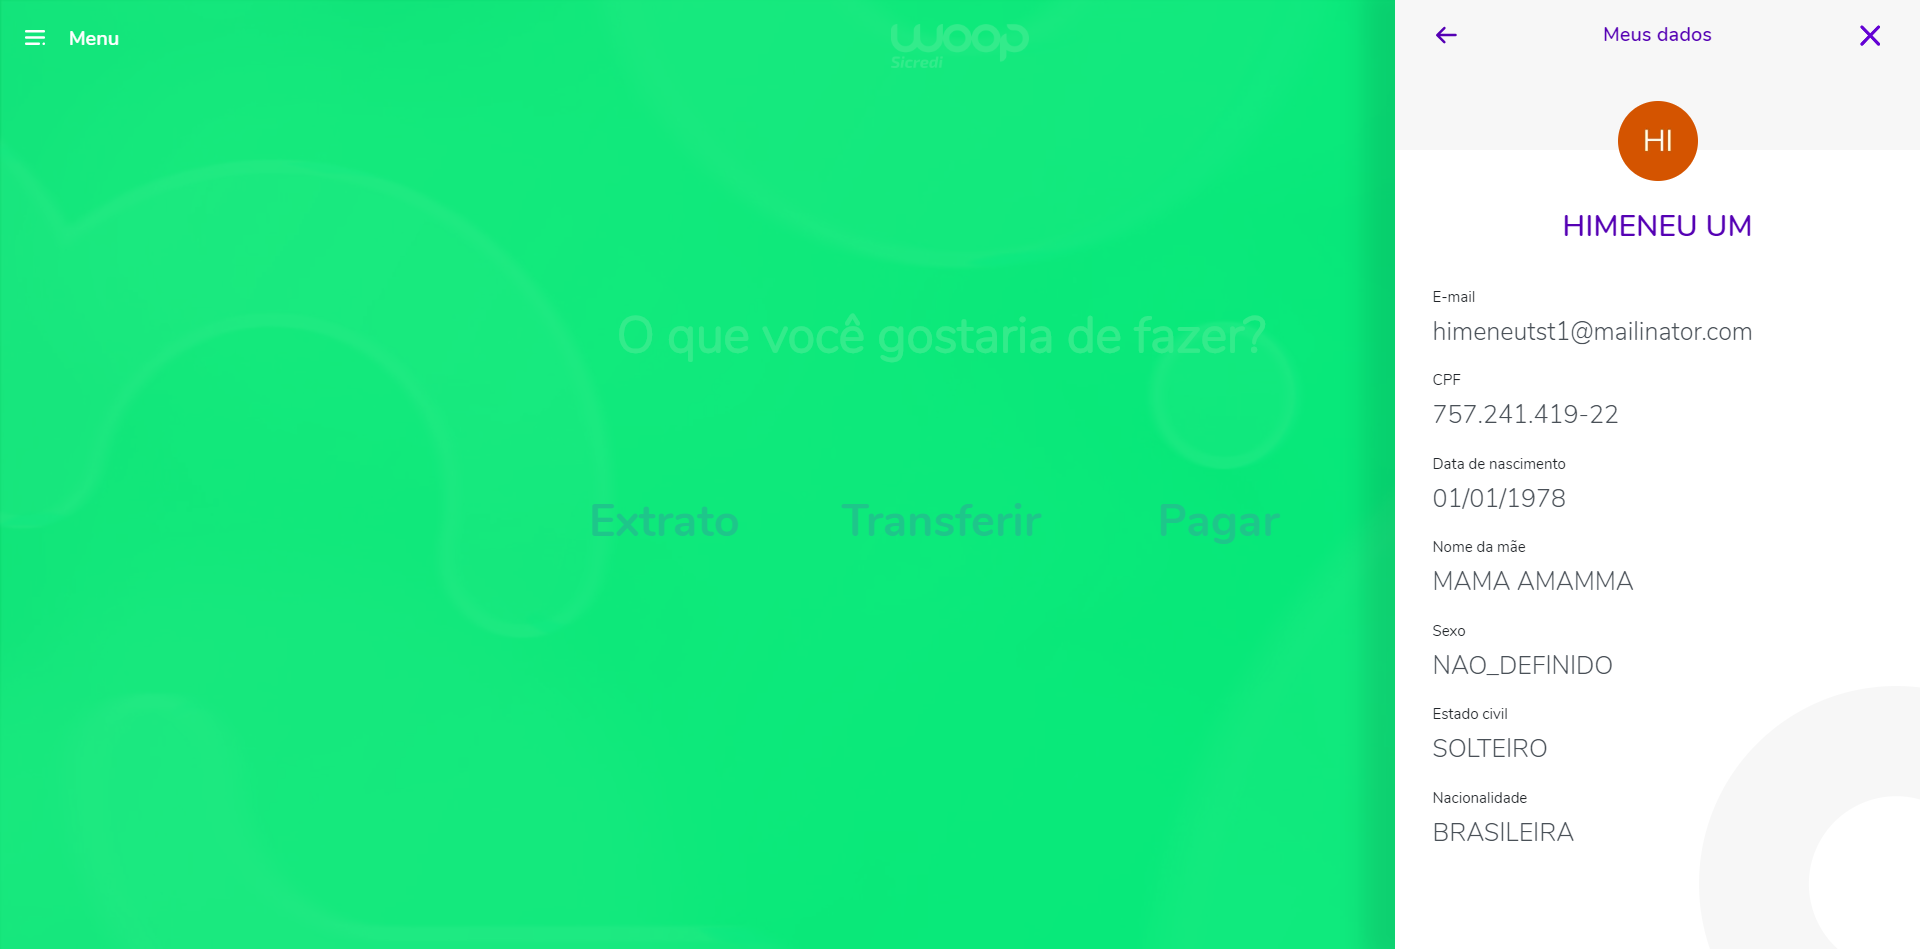 Menu
woop
Sicredi
O que você gostaria de fazer?
Extrato
Transferir
Pagar
Meus dados
HI
HIMENEU UM
E-mail
himeneutst1@mailinator.com
CPF
757.241.419-22
Data de nascimento
01/01/1978
Nome da mãe
MAMA AMAMMA
Sexo
NAO_DEFINIDO
Estado civil
SOLTEIRO
Nacionalidade
BRASILEIRA